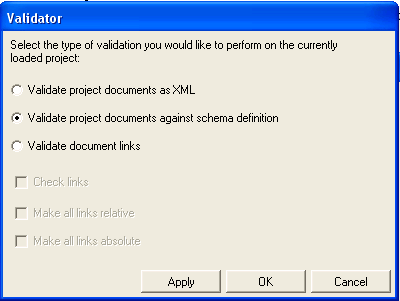 Validator
Select the type of validation you would like to perform on the currently
loaded project:
Validate project documents as XML
Validate project documents against schema definition
Validate document links
Check links
Make all links relative
Make all links absolute
Apply OK Cancel